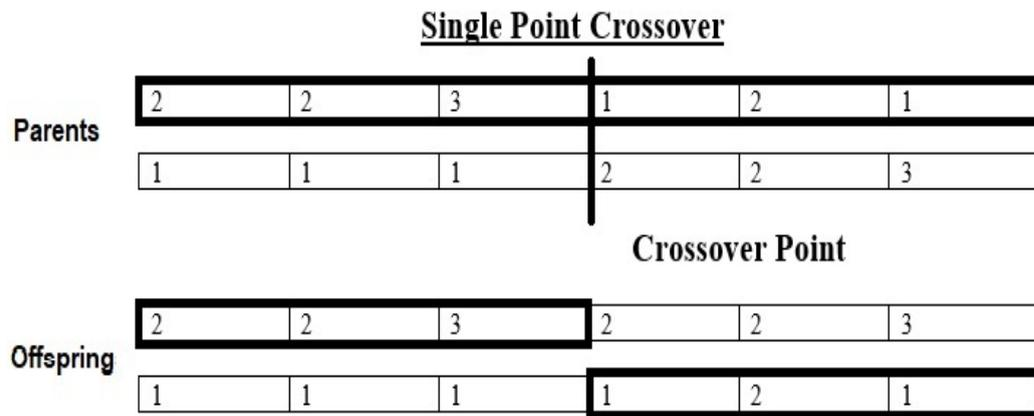 Single Point Crossover
2 2 3 1 2 1
Parents
1 1 1 2 2 3
Crossover Point
2 2 3 2 2 3
Offspring
1 1 1 1 2 1